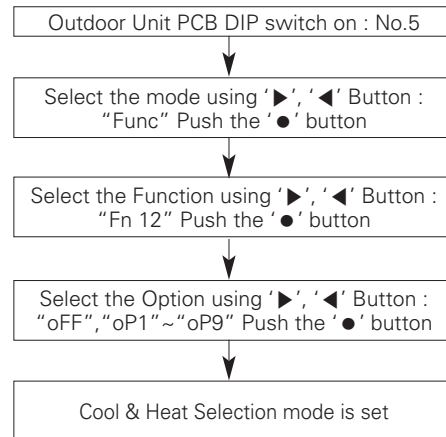 Outdoor Unit PCB DIP switch on : No.5
Select the mode using ‘▶’, ‘◀’ Button :
“Func” Push the ‘●’ button
Select the Function using ‘▶’, ‘◀’ Button :
“Fn 12” Push the ‘●’ button
Select the Option using ‘▶’, ‘◀’ Button :
“oFF”,“oP1”~“oP9” Push the ‘●’ button
Cool & Heat Selection mode is set